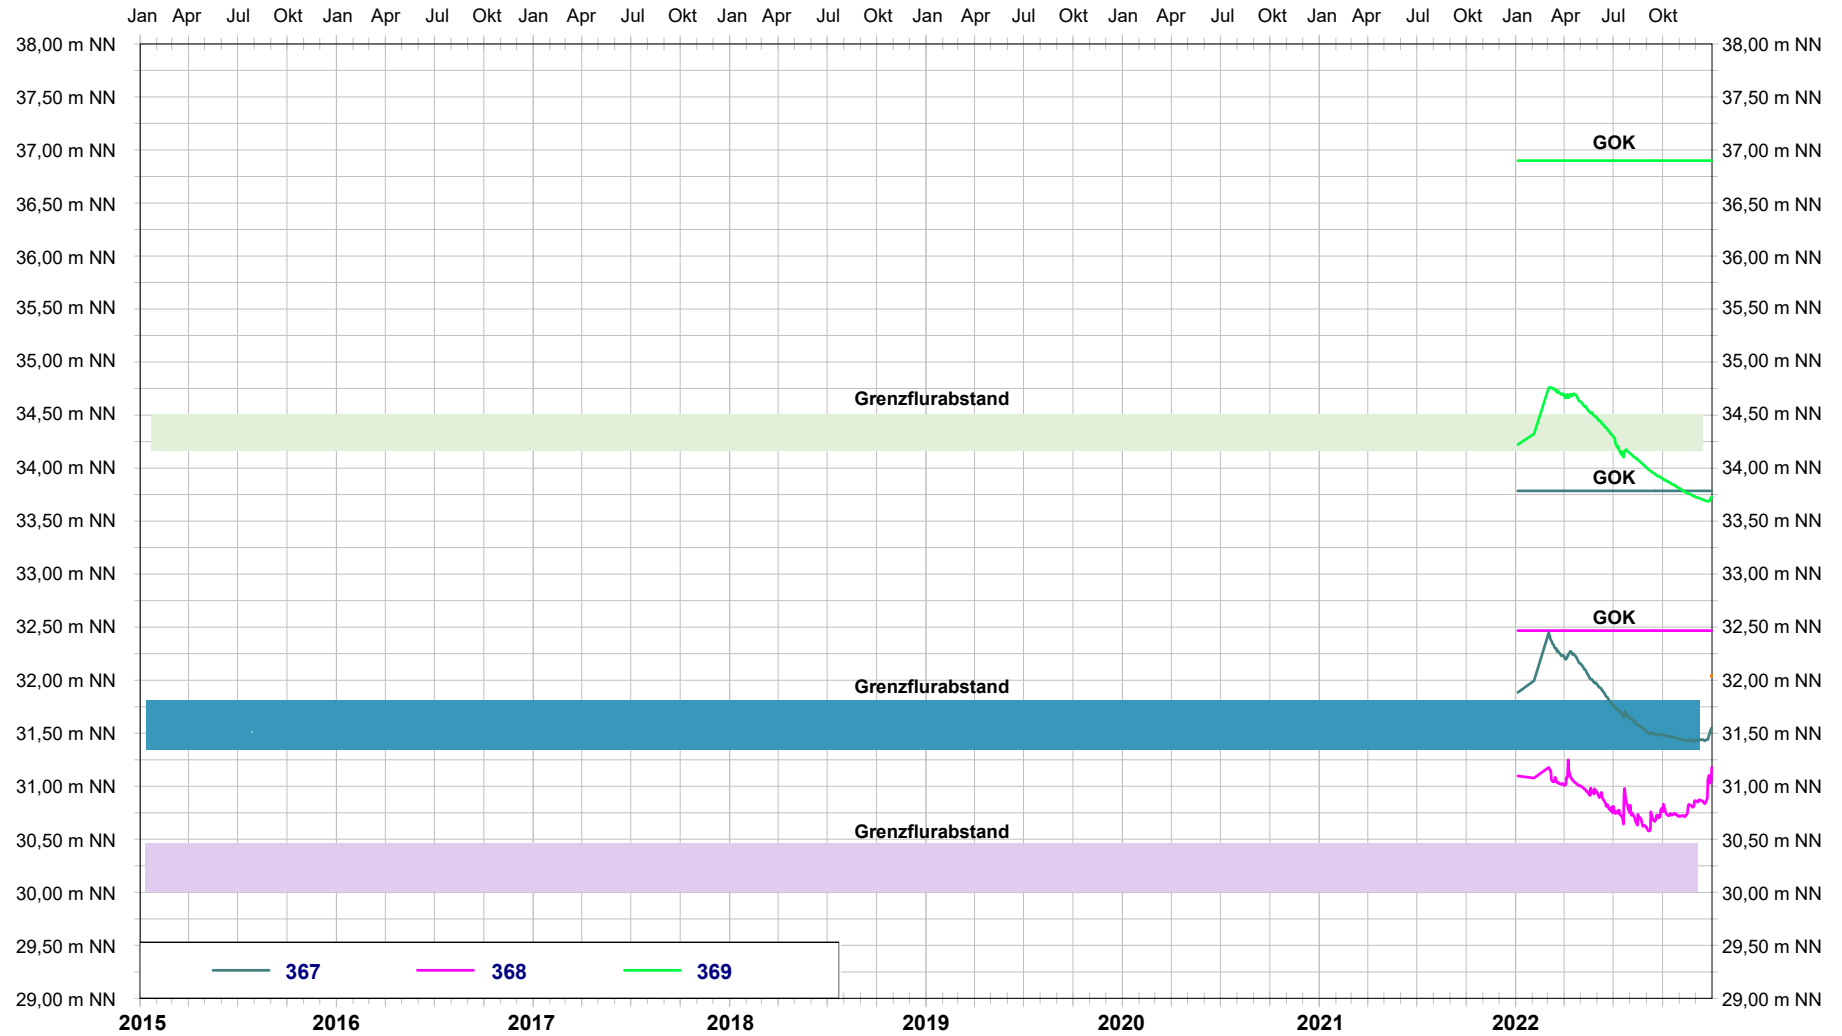 Jan Apr Jul Okt Jan Apr Jul Okt Jan Apr Jul Okt Jan Apr Jul Okt Jan Apr Jul Okt Jan Apr Jul Okt Jan Apr Jul Okt Jan Apr Jul Okt
38,00 m NN 38,00 m NN
37,50 m NN 37,50 m NN
GOK
37,00 m NN 37,00 m NN
36,50 m NN 36,50 m NN
36,00 m NN 36,00 m NN
35,50 m NN 35,50 m NN
35,00 m NN 35,00 m NN
Grenzflurabstand
34,50 m NN 34,50 m NN
34,00 m NN 34,00 m NN
GOK
33,50 m NN 33,50 m NN
33,00 m NN 33,00 m NN
GOK
32,50 m NN 32,50 m NN
32,00 m NN 32,00 m NN
Grenzflurabstand
31,50 m NN 31,50 m NN
31,00 m NN 31,00 m NN
Grenzflurabstand
30,50 m NN 30,50 m NN
30,00 m NN 30,00 m NN
29,50 m NN 29,50 m NN
367 368 369
29,00 m NN 29,00 m NN
2015 2016 2017 2018 2019 2020 2021 2022